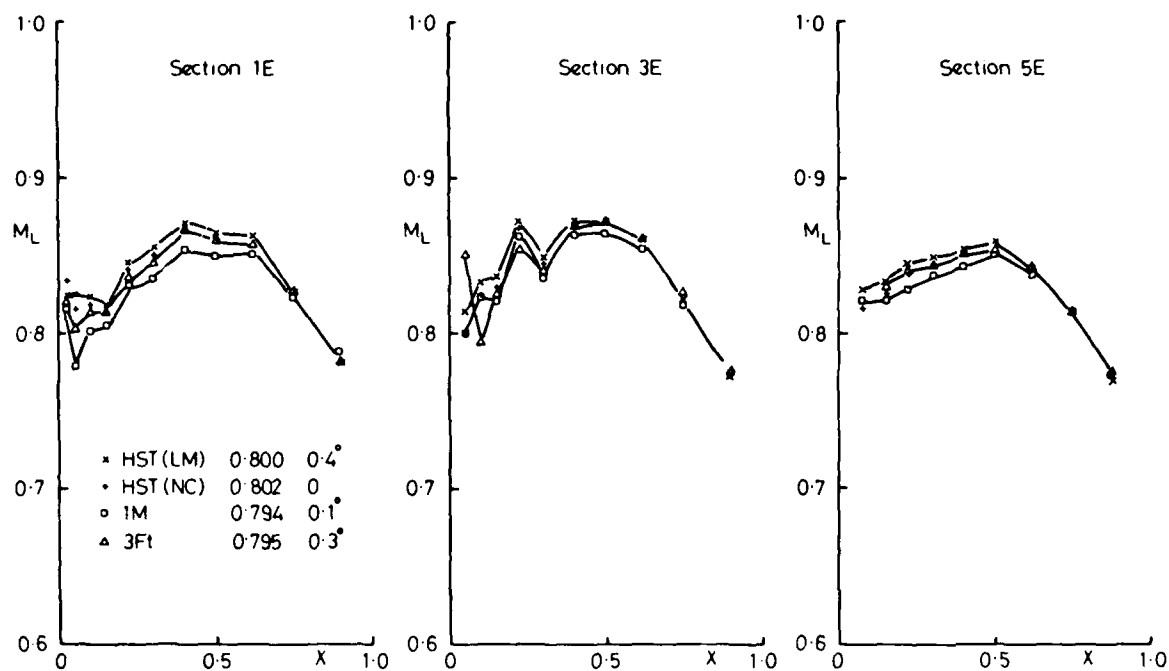 1·0 1·0 1·0
Section 1E Section 3E Section 5E
0·9 0·9 0·9
M_L M_L M_L
0·8 0·8 0·8
× HST (LM) 0·800 0·4°
+ HST (NC) 0·802 0
□ 1M 0·794 0·1°
△ 3Ft 0·795 0·3°
0·7 0·7 0·7
0·6 0·6 0·6
0 0·5 X 1·0 0 0·5 X 1·0 0 0·5 X 1·0